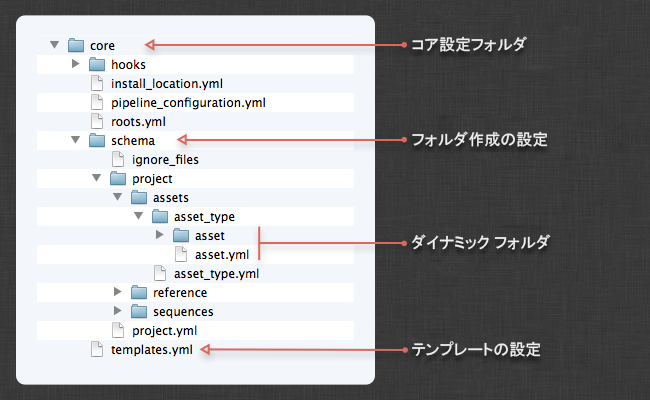 core
コア設定フォルダ
hooks
install_location.yml
pipeline_configuration.yml
roots.yml
schema
フォルダ作成の設定
ignore_files
project
assets
asset_type
asset
ダイナミック フォルダ
asset.yml
asset_type.yml
reference
sequences
project.yml
templates.yml
テンプレートの設定